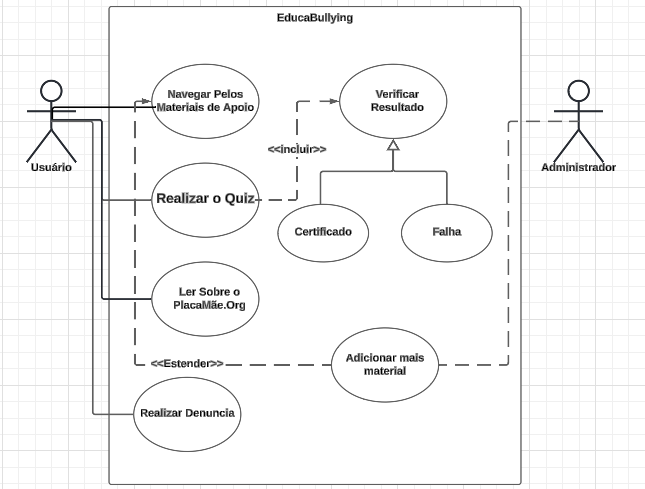 EducaBullying
Navegar Pelos
Materiais de Apoio
Verificar
Resultado
<<incluir>>
Usuário
Administrador
Realizar o Quiz
Certificado
Falha
Ler Sobre o
PlacaMãe.Org
<<Estender>>
Adicionar mais
material
Realizar Denuncia